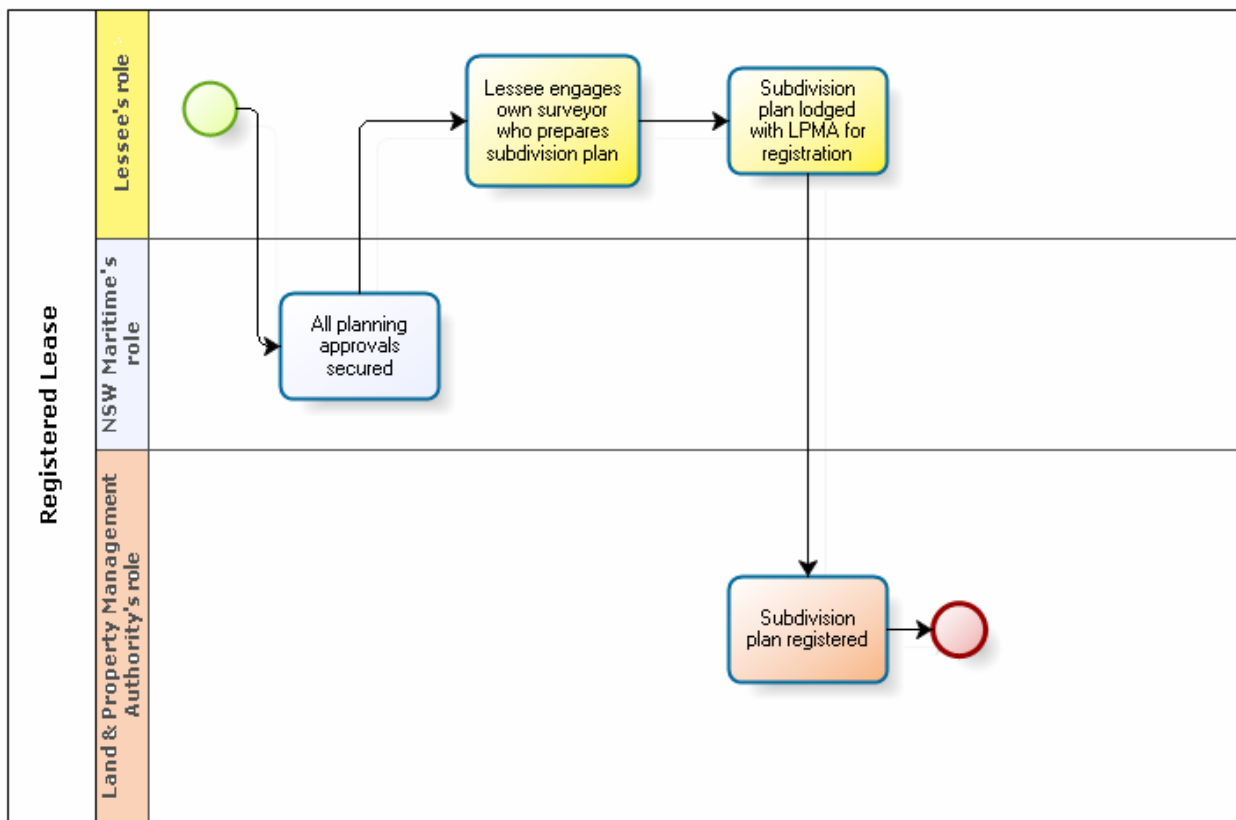 Registered Lease
Lessee's role
NSW Maritime's
role
Land & Property Management
Authority's role
Lessee engages
own surveyor
who prepares
subdivision plan
Subdivision
plan lodged
with LPMA for
registration
All planning
approvals
secured
Subdivision
plan registered